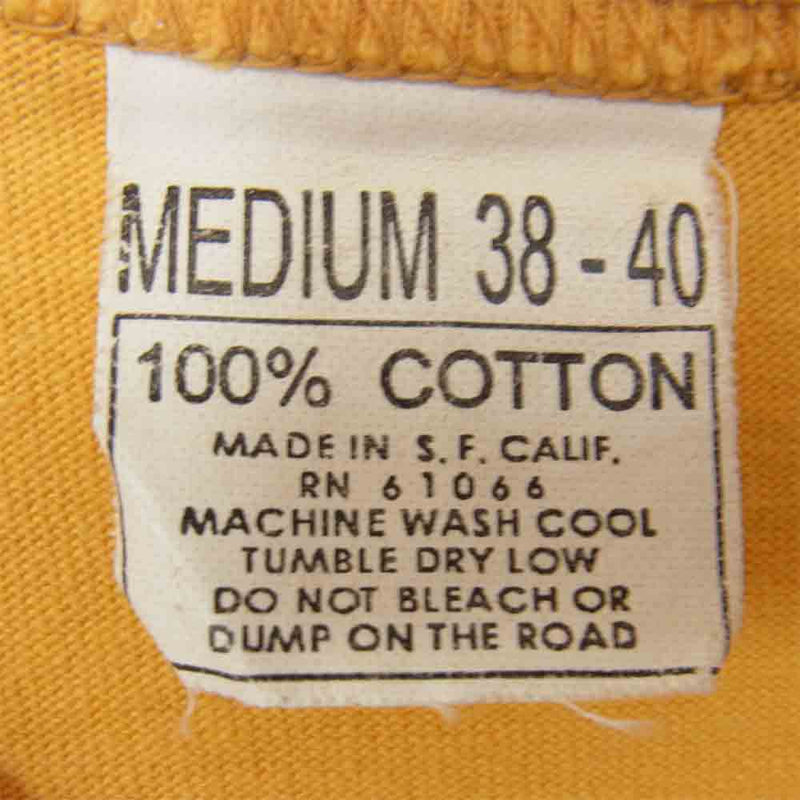 MEDIUM 38 - 40
100% COTTON
MADE IN S.F. CALIF.
RN 61066
MACHINE WASH COOL
TUMBLE DRY LOW
DO NOT BLEACH OR
DUMP ON THE ROAD